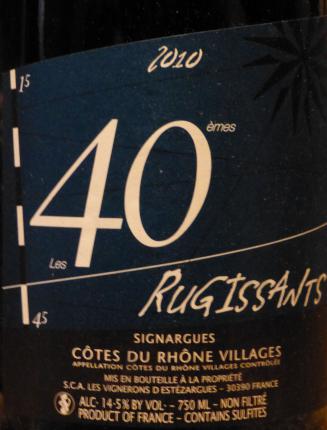 2010
15
40 èmes
Les
RUGISSANTS
45
SIGNARGUES
CÔTES DU RHÔNE VILLAGES
APPELLATION CÔTES DU RHÔNE VILLAGES CONTRÔLÉE
MIS EN BOUTEILLE À LA PROPRIÉTÉ
S.C.A. LES VIGNERONS D'ESTÉZARGUES - 30390 FRANCE
ALC· 14·5% BY VOL· - 750 ML - NON FILTRÉ
PRODUCT OF FRANCE - CONTAINS SULFITES